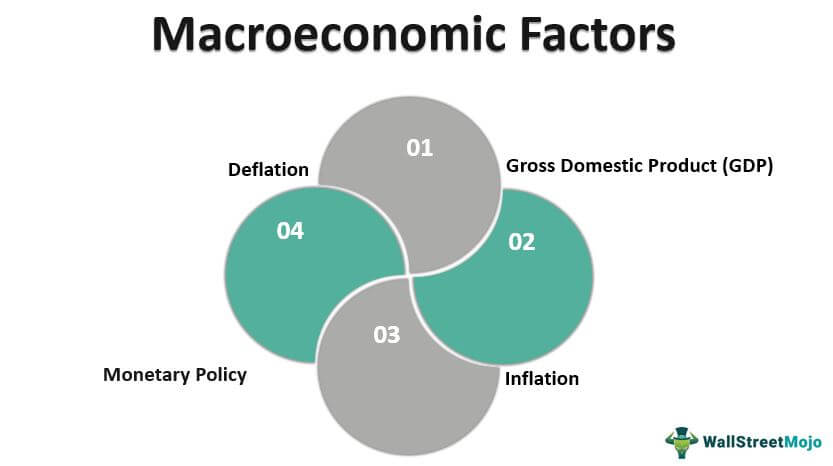 Macroeconomic Factors
01
Gross Domestic Product (GDP)
02
Inflation
03
Monetary Policy
04
Deflation
WallStreetMojo